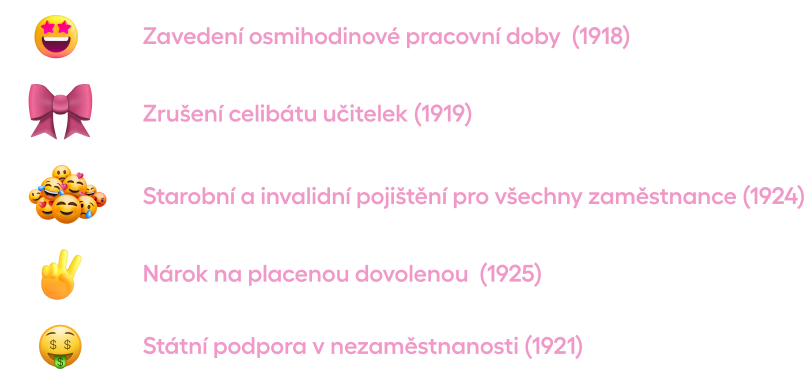 Zavedení osmihodinové pracovní doby (1918)
Zrušení celibátu učitelek (1919)
Starobní a invalidní pojištění pro všechny zaměstnance (1924)
Nárok na placenou dovolenou (1925)
Státní podpora v nezaměstnanosti (1921)